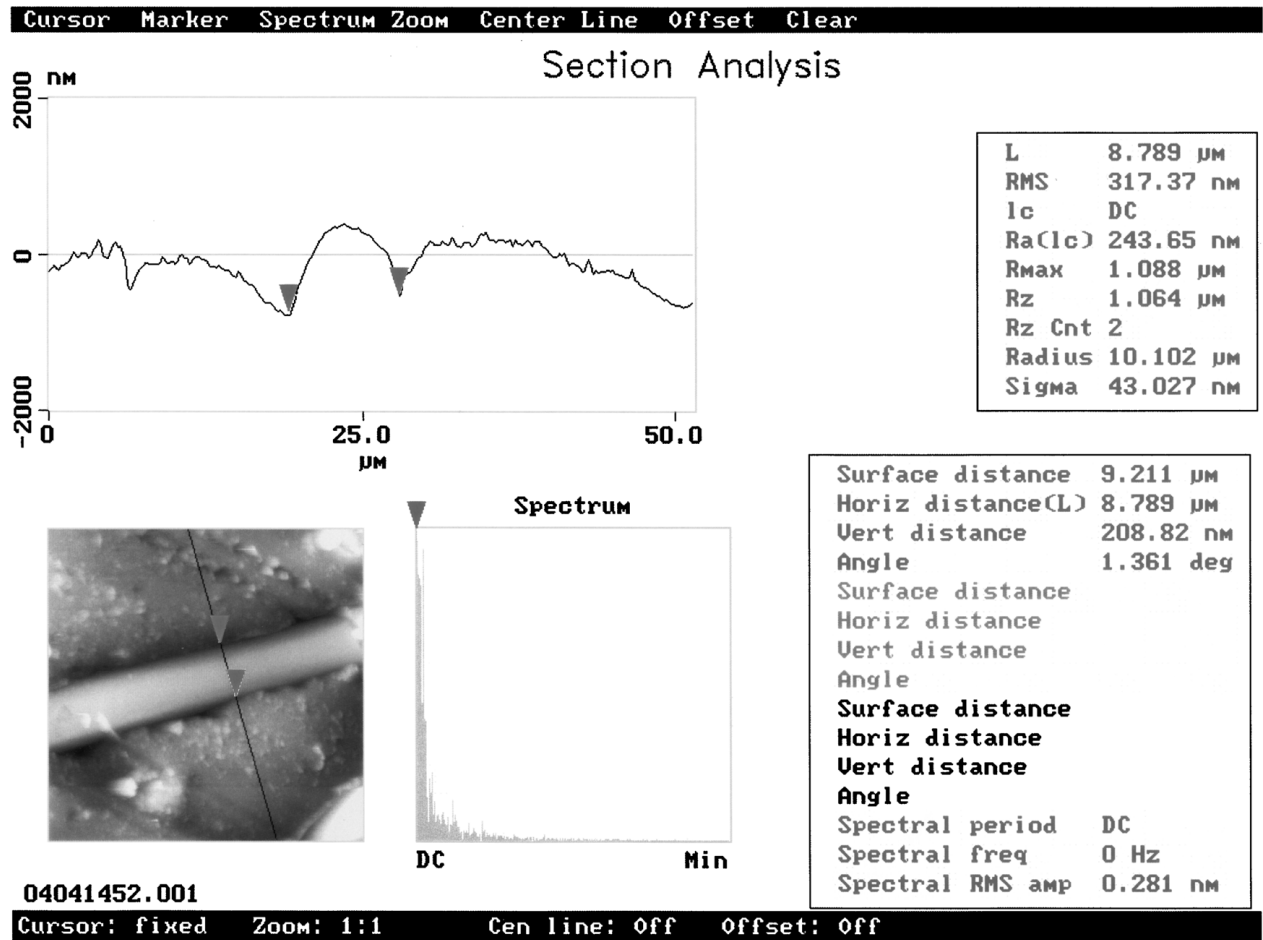 Cursor Marker Spectrum Zoom Center Line Offset Clear
Section Analysis
nm
2000
0
-2000
0 25.0 50.0
µm
L 8.789 µm
RMS 317.37 nm
lc DC
Ra(lc) 243.65 nm
Rmax 1.088 µm
Rz 1.064 µm
Rz Cnt 2
Radius 10.102 µm
Sigma 43.027 nm
Surface distance 9.211 µm
Horiz distance(L) 8.789 µm
Vert distance 208.82 nm
Angle 1.361 deg
Surface distance
Horiz distance
Vert distance
Angle
Surface distance
Horiz distance
Vert distance
Angle
Spectral period DC
Spectral freq 0 Hz
Spectral RMS amp 0.281 nm
Spectrum
DC Min
04041452.001
Cursor: fixed Zoom: 1:1 Cen line: Off Offset: Off